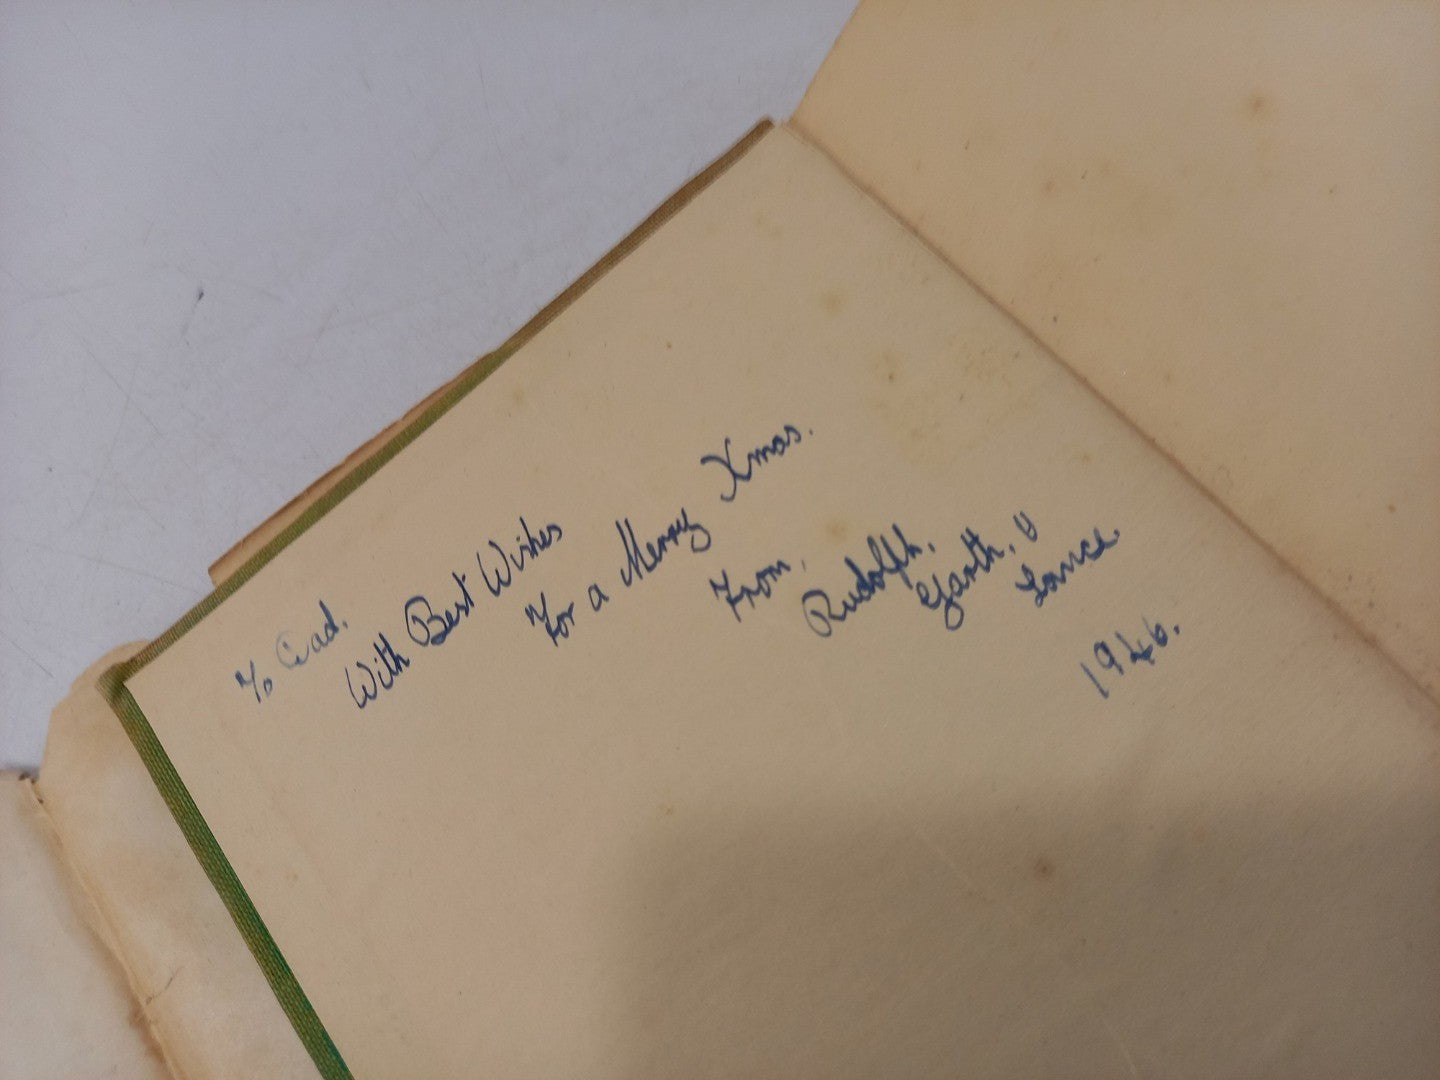 To Dad.
With Best Wishes
For a Merry Xmas.
From.
Rudolph.
Garth. &
Lance.
1946.